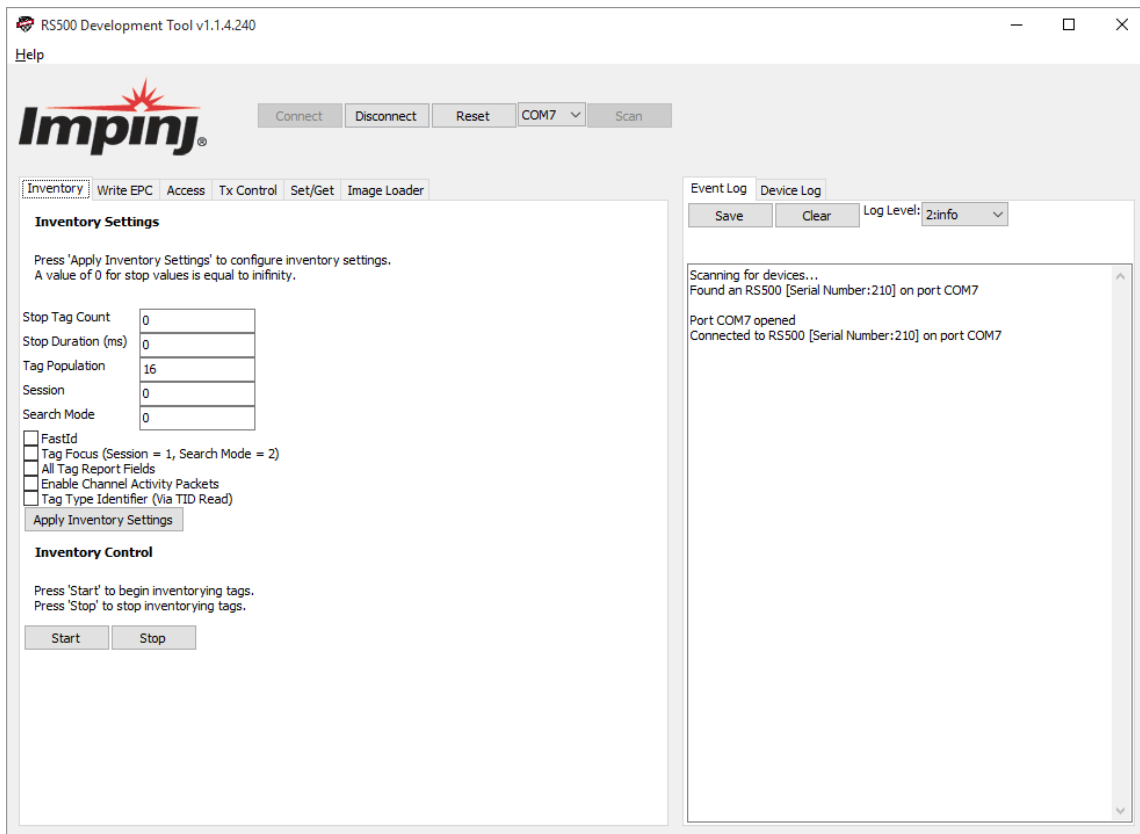 RS500 Development Tool v1.1.4.240
Help
Impinj®
Connect Disconnect Reset COM7 Scan
Inventory Write EPC Access Tx Control Set/Get Image Loader
Inventory Settings
Press 'Apply Inventory Settings' to configure inventory settings.
A value of 0 for stop values is equal to inifinity.
Stop Tag Count 0
Stop Duration (ms) 0
Tag Population 16
Session 0
Search Mode 0
FastId
Tag Focus (Session = 1, Search Mode = 2)
All Tag Report Fields
Enable Channel Activity Packets
Tag Type Identifier (Via TID Read)
Apply Inventory Settings
Inventory Control
Press 'Start' to begin inventorying tags.
Press 'Stop' to stop inventorying tags.
Start Stop
Event Log Device Log
Save Clear Log Level: 2:info
Scanning for devices...
Found an RS500 [Serial Number:210] on port COM7
Port COM7 opened
Connected to RS500 [Serial Number:210] on port COM7